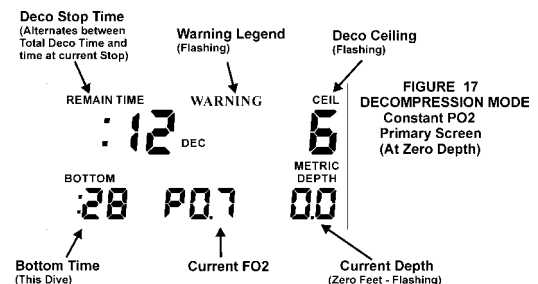 Deco Stop Time
(Alternates between
Total Deco Time and
time at current Stop)
Warning Legend
(Flashing)
Deco Ceiling
(Flashing)
FIGURE 17
DECOMPRESSION MODE
Constant PO2
Primary Screen
(At Zero Depth)
REMAIN TIME
WARNING
CEIL
:12 DEC
6
METRIC
BOTTOM
DEPTH
:28
P0.7
0.0
Bottom Time
(This Dive)
Current FO2
Current Depth
(Zero Feet - Flashing)